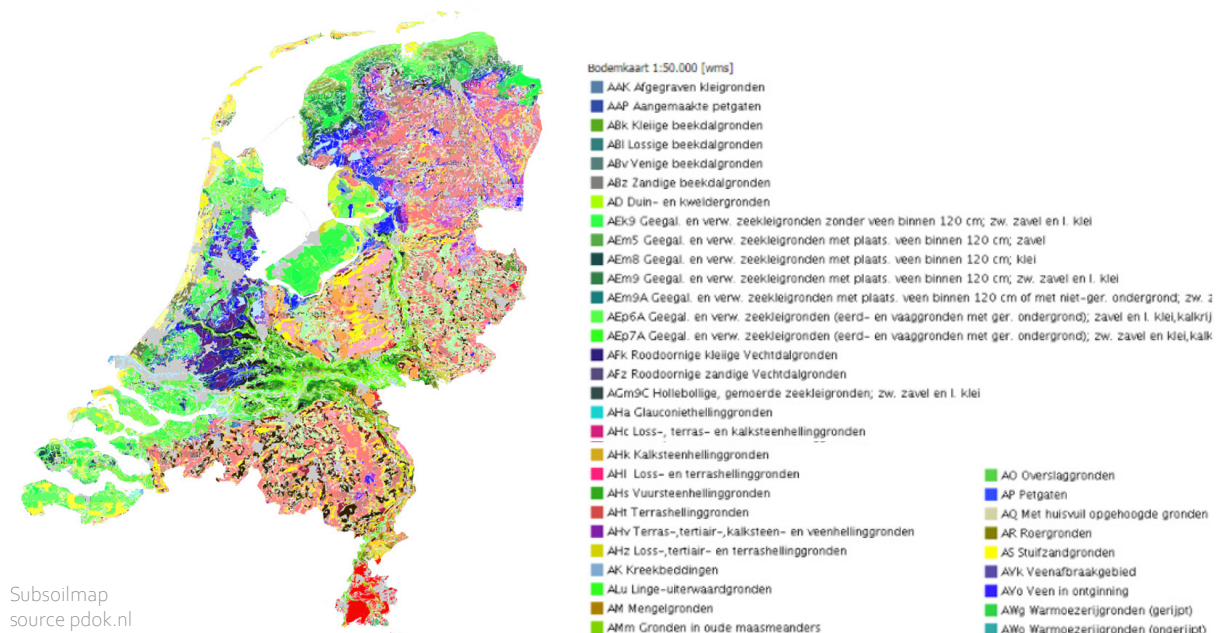 Bodemkaart 1:50.000 [wms]
AAK Afgegraven kleigronden
AAP Aangemaakte petgaten
ABk Kleiige beekdalgronden
ABl Lossige beekdalgronden
ABv Venige beekdalgronden
ABz Zandige beekdalgronden
AD Duin- en kweldergronden
AEk9 Geegal. en verw. zeekleigronden zonder veen binnen 120 cm; zw. zavel en l. klei
AEm5 Geegal. en verw. zeekleigronden met plaats. veen binnen 120 cm; zavel
AEm8 Geegal. en verw. zeekleigronden met plaats. veen binnen 120 cm; klei
AEm9 Geegal. en verw. zeekleigronden met plaats. veen binnen 120 cm; zw. zavel en l. klei
AEm9A Geegal. en verw. zeekleigronden met plaats. veen binnen 120 cm of met niet-ger. ondergrond; zw. z
AEp6A Geegal. en verw. zeekleigronden (eerd- en vaaggronden met ger. ondergrond); zavel en l. klei,kalkrij
AEp7A Geegal. en verw. zeekleigronden (eerd- en vaaggronden met ger. ondergrond); zw. zavel en klei,kalk
AFk Roodoornige kleiige Vechtdalgronden
AFz Roodoornige zandige Vechtdalgronden
AGm9C Hollebollige, gemoerde zeekleigronden; zw. zavel en l. klei
AHa Glauconiethellinggronden
AHc Loss-, terras- en kalksteenhellinggronden
AHk Kalksteenhellinggronden
AHl Loss- en terrashellinggronden
AHs Vuursteenhellinggronden
AHt Terrashellinggronden
AHv Terras-,tertiair-,kalksteen- en veenhellinggronden
AHz Loss-,tertiair- en terrashellinggronden
AK Kreekbeddingen
ALu Linge-uiterwaardgronden
AM Mengelgronden
AMm Gronden in oude maasmeanders
AO Overslaggronden
AP Petgaten
AQ Met huisvuil opgehoogde gronden
AR Roergronden
AS Stuifzandgronden
AVk Veenafbraakgebied
AVo Veen in ontginning
AWg Warmoezerijgronden (gerijpt)
AWo Warmoezerijgronden (ongerijpt)
Subsoilmap
source pdok.nl